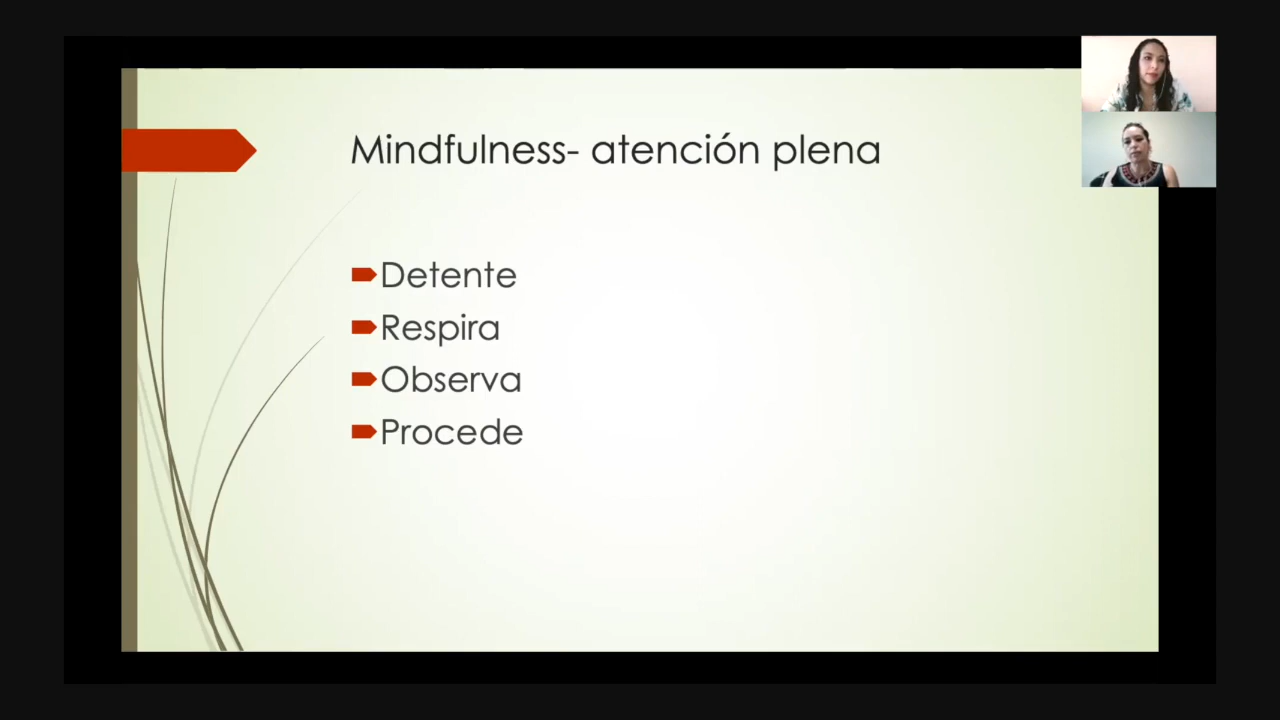 Mindfulness- atención plena
Detente
Respira
Observa
Procede